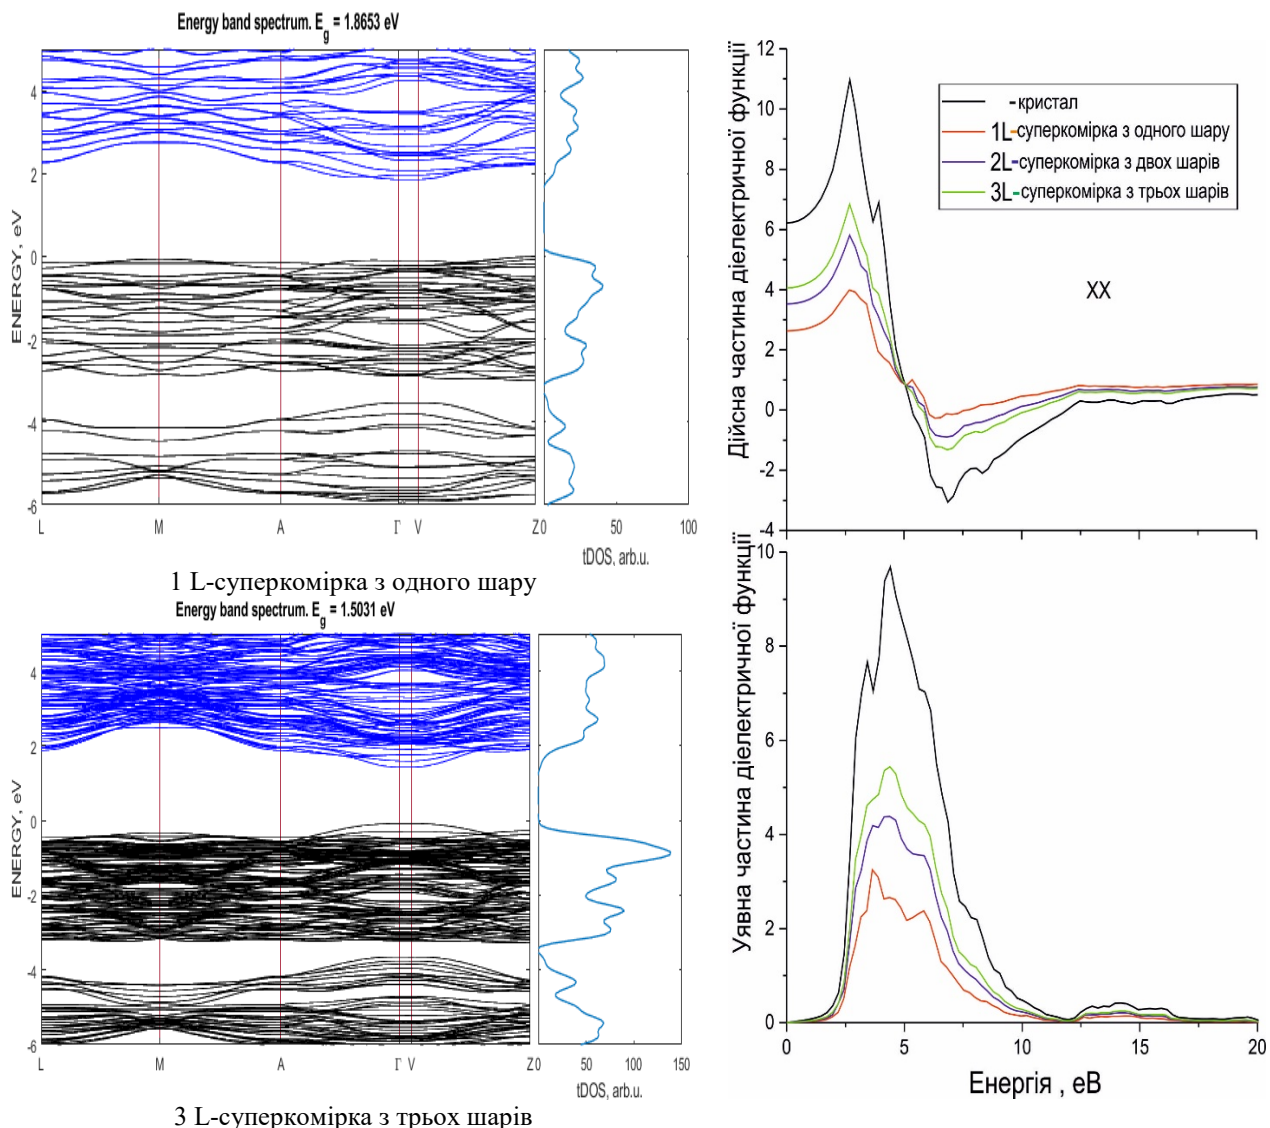 Energy band spectrum. Eg = 1.8653 eV
ENERGY, eV
4
2
0
-2
-4
-6
L M A Γ V Z
0 50 100
tDOS, arb.u.
1 L-суперкомірка з одного шару
Energy band spectrum. Eg = 1.5031 eV
ENERGY, eV
4
2
0
-2
-4
-6
L M A Γ V Z
0 50 100 150
tDOS, arb.u.
3 L-суперкомірка з трьох шарів
Дійсна частина діелектричної функції
12
10
8
6
4
2
0
-2
-4
-кристал
1L-суперкомірка з одного шару
2L-суперкомірка з двох шарів
3L-суперкомірка з трьох шарів
XX
Уявна частина діелектричної функції
10
8
6
4
2
0
0 5 10 15 20
Енергія , еВ